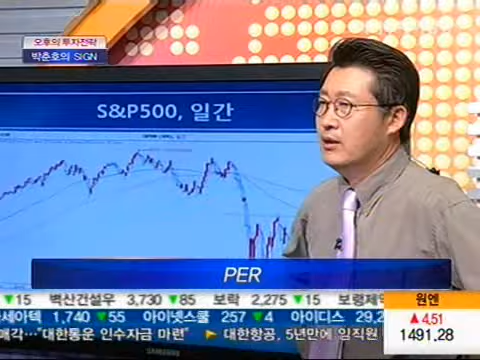 오후의 투자전략
박춘호의 SIGN
S&P500, 일간
PER
▼15 벽산건설우 3,730 ▼85 보락 2,275 ▼15 보령제약
세아텍 1,740 ▼55 아이넷스쿨 257 ▼4 아이디스 29,2
매각…"대한통운 인수자금 마련" ▶ 대한항공, 5년만에 임직원
원엔
▲4.51
1491.28
SAMSUNG